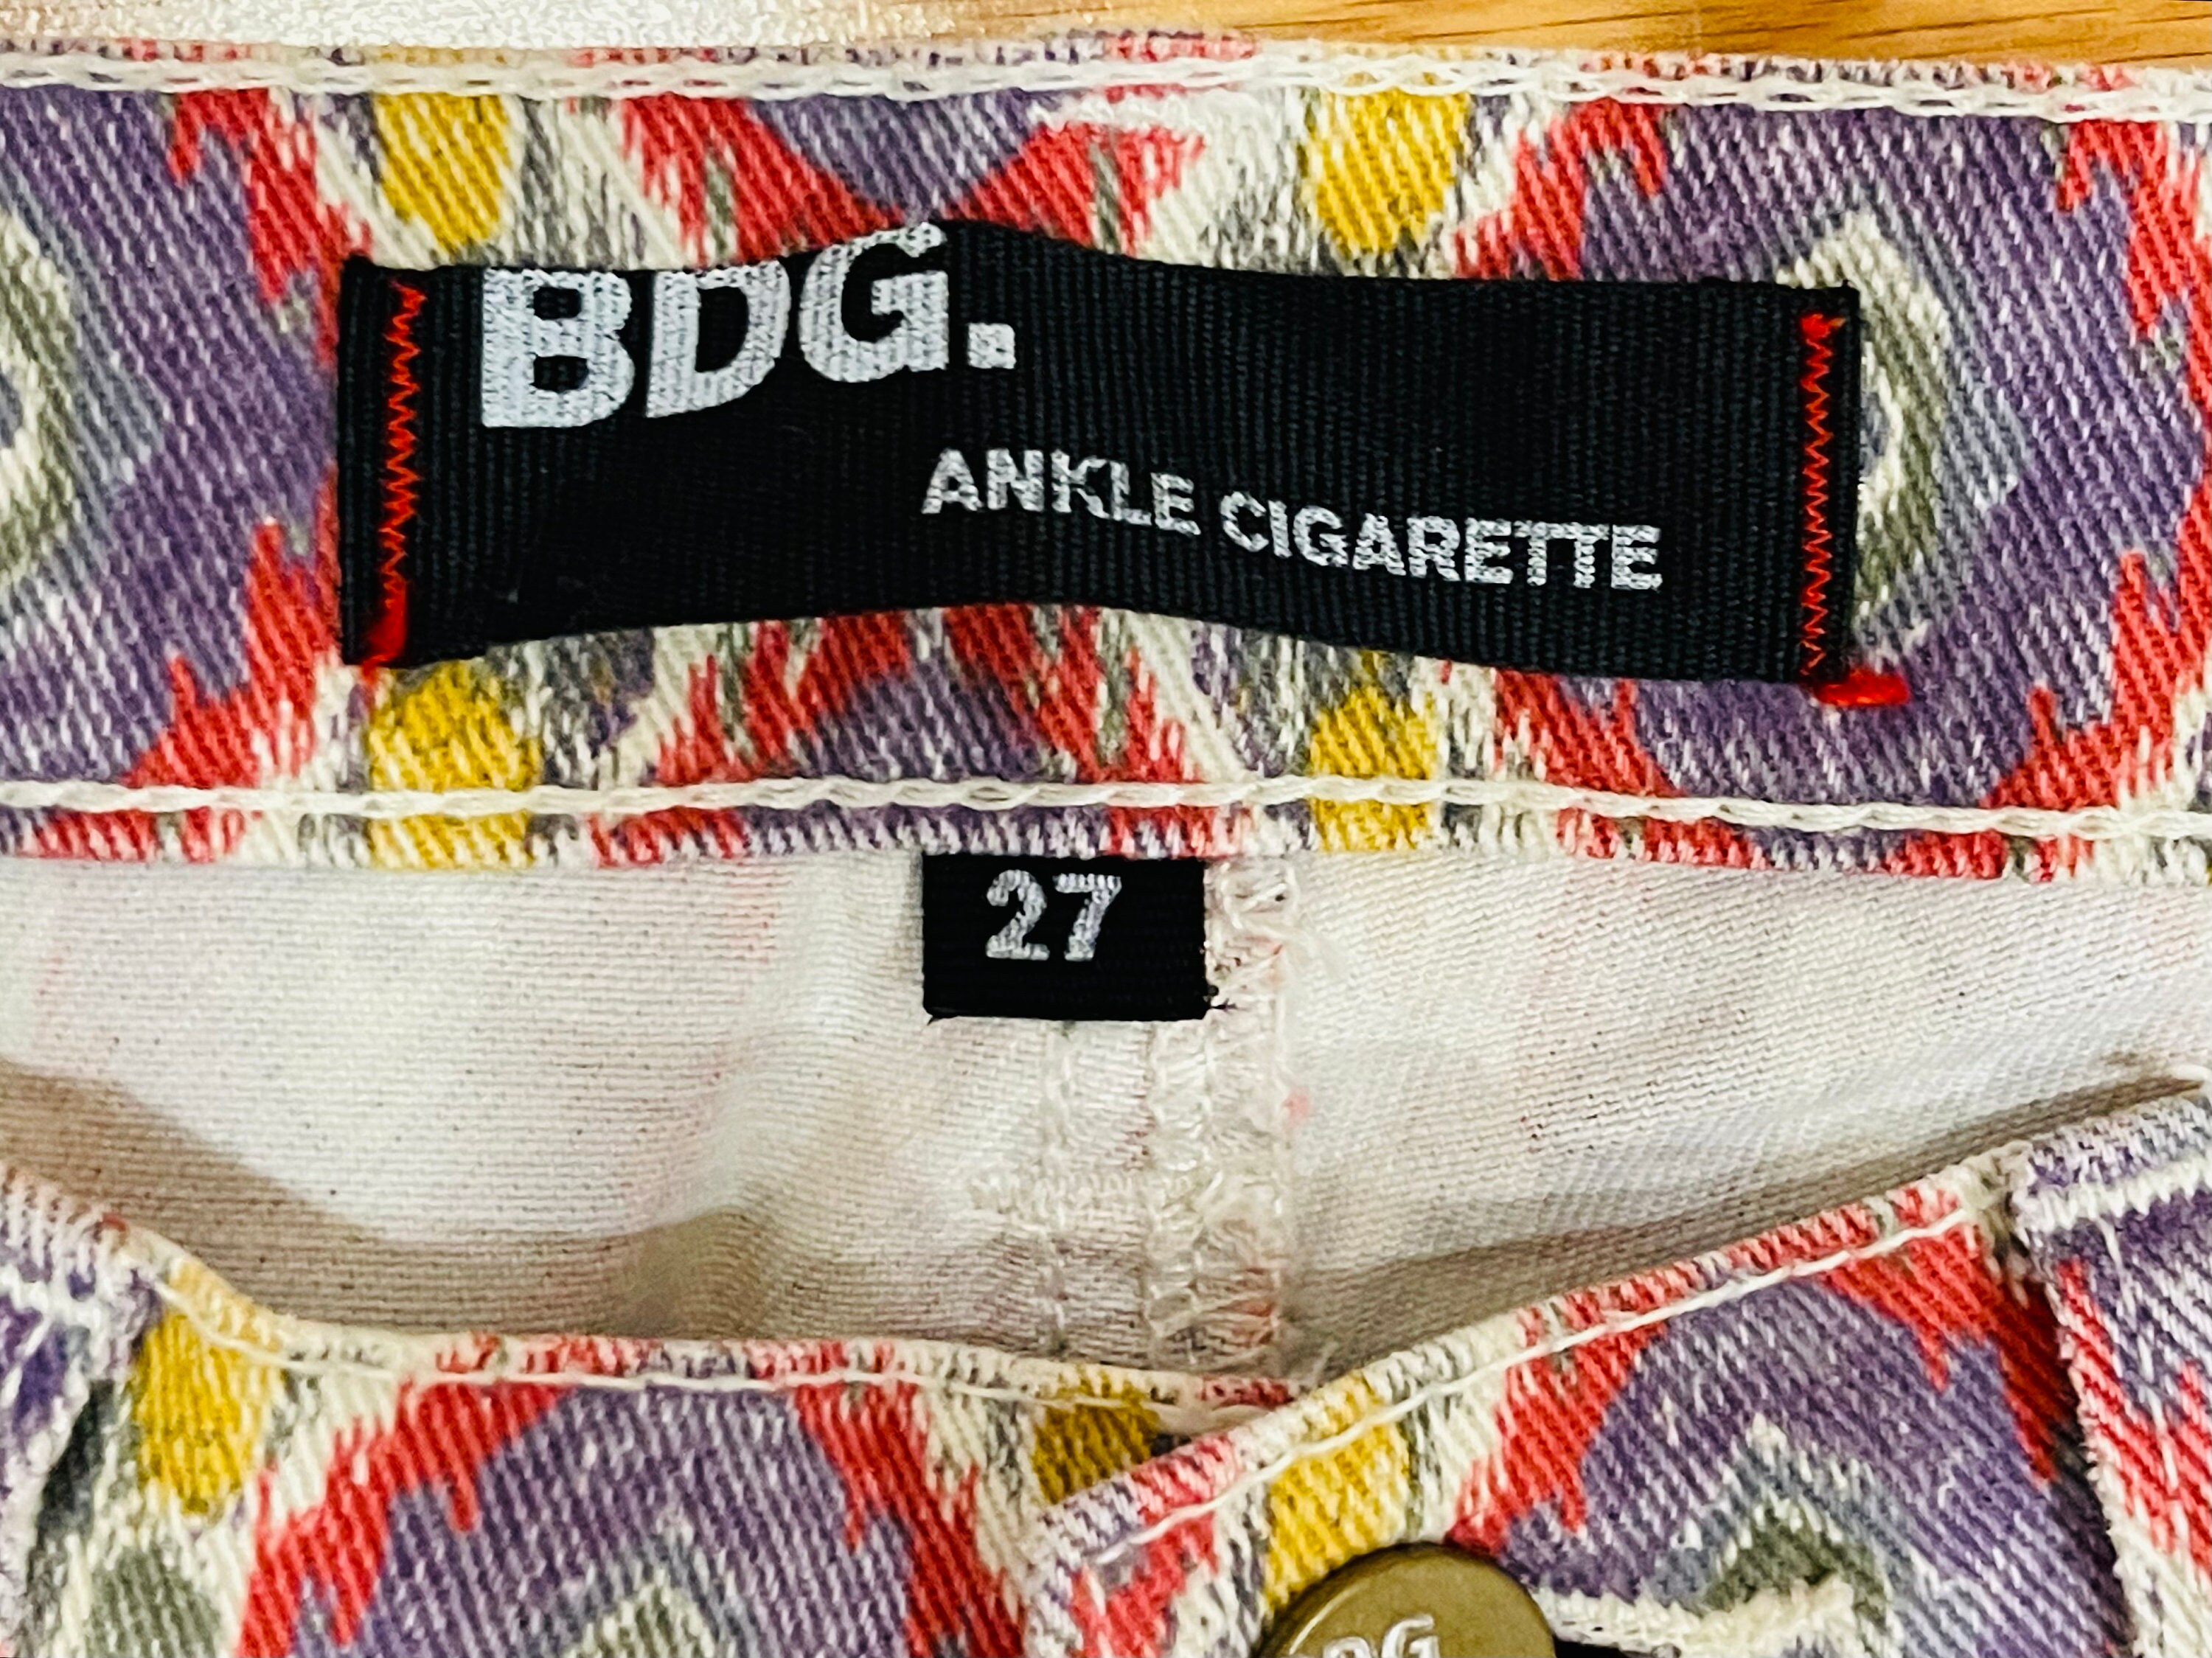 BDG.
ANKLE CIGARETTE
27